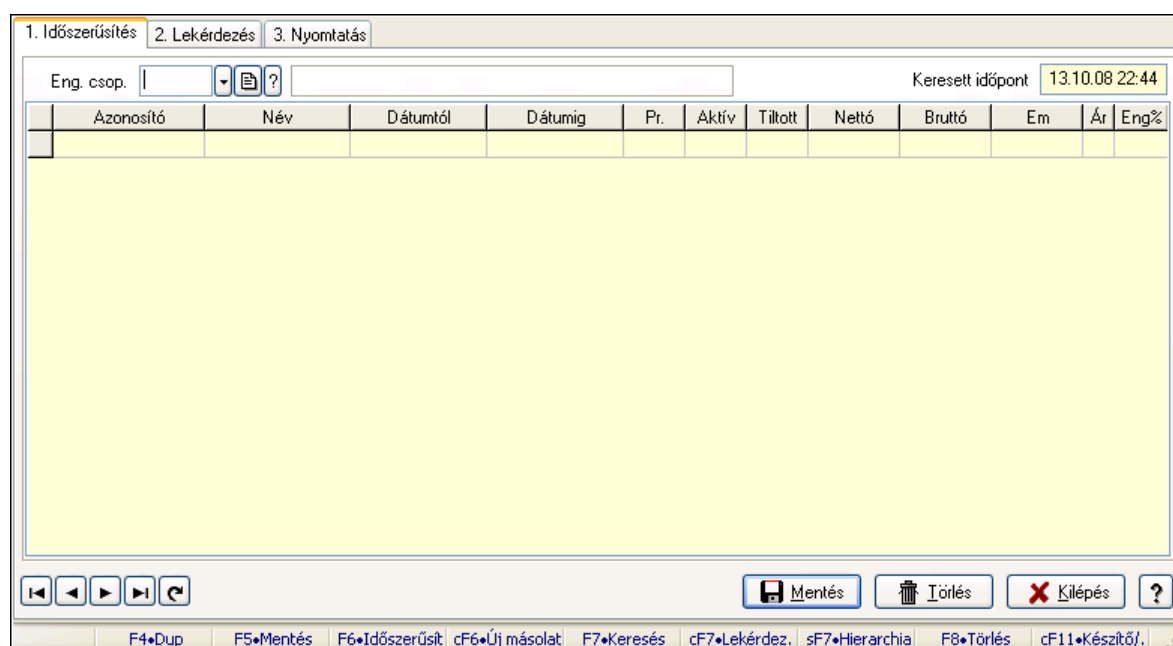 1. Időszerűsítés 2. Lekérdezés 3. Nyomtatás
Eng. csop. ? Keresett időpont 13.10.08 22:44
Azonosító Név Dátumtól Dátumig Pr. Aktív Tiltott Nettó Bruttó Em Ár Eng%
Mentés Törlés Kilépés ?
F4•Dup F5•Mentés F6•Időszerűsít cF6•Új másolat F7•Keresés cF7•Lekérdez. sF7•Hierarchia F8•Törlés cF11•Készítő/.